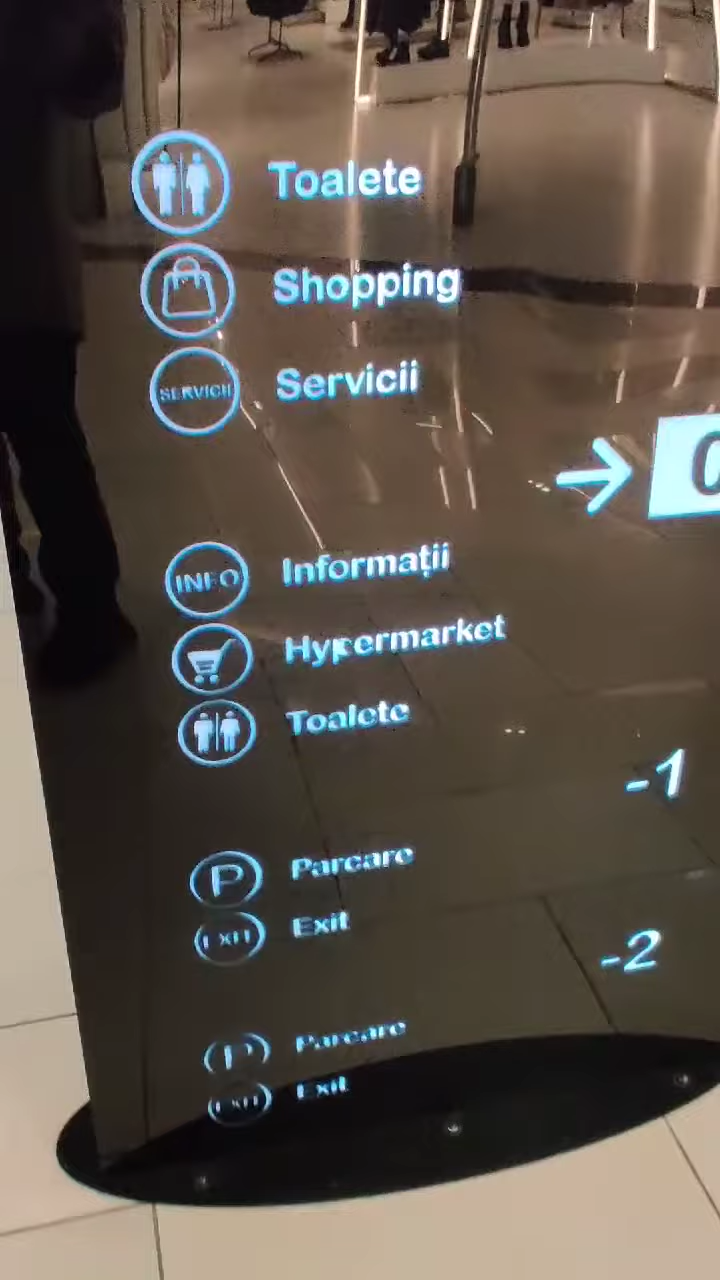 Toalete
Shopping
SERVICII Servicii
0
INFO Informații
Hypermarket
Toalete
-1
P Parcare
EXIT Exit
-2
P Parcare
EXIT Exit